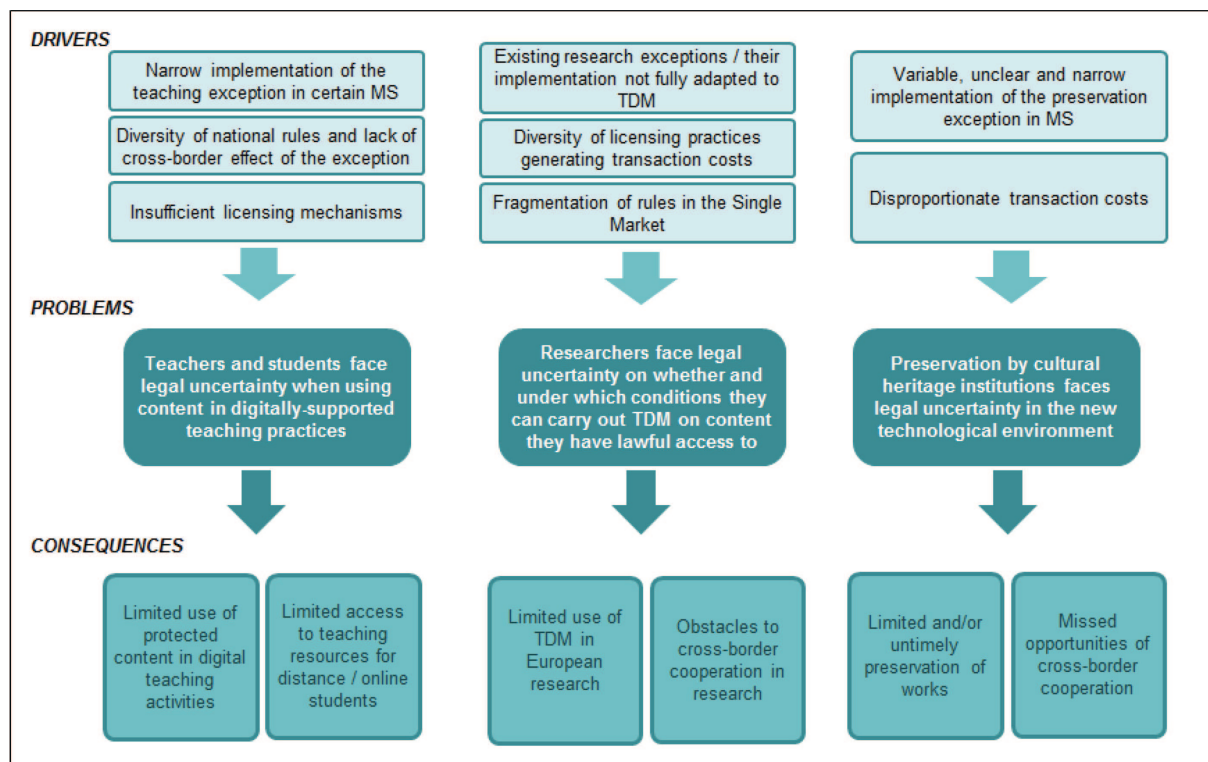 DRIVERS
Narrow implementation of the
teaching exception in certain MS
Diversity of national rules and lack of
cross-border effect of the exception
Insufficient licensing mechanisms
Existing research exceptions / their
implementation not fully adapted to
TDM
Diversity of licensing practices
generating transaction costs
Fragmentation of rules in the Single
Market
Variable, unclear and narrow
implementation of the preservation
exception in MS
Disproportionate transaction costs
PROBLEMS
Teachers and students face
legal uncertainty when using
content in digitally-supported
teaching practices
Researchers face legal
uncertainty on whether and
under which conditions they
can carry out TDM on content
they have lawful access to
Preservation by cultural
heritage institutions faces
legal uncertainty in the new
technological environment
CONSEQUENCES
Limited use of
protected
content in digital
teaching
activities
Limited access
to teaching
resources for
distance / online
students
Limited use of
TDM in
European
research
Obstacles to
cross-border
cooperation in
research
Limited and/or
untimely
preservation of
works
Missed
opportunities of
cross-border
cooperation